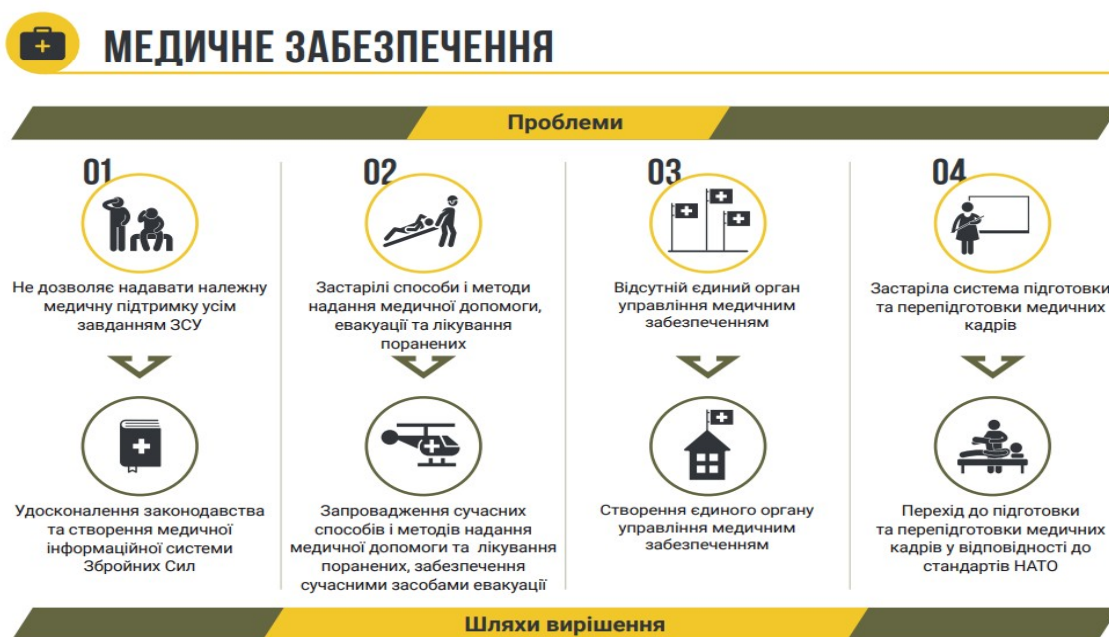 МЕДИЧНЕ ЗАБЕЗПЕЧЕННЯ
Проблеми
01
Не дозволяє надавати належну
медичну підтримку усім
завданням ЗСУ
02
Застарілі способи і методи
надання медичної допомоги,
евакуації та лікування
поранених
03
Відсутній єдиний орган
управління медичним
забезпеченням
04
Застаріла система підготовки
та перепідготовки медичних
кадрів
Удосконалення законодавства
та створення медичної
інформаційної системи
Збройних Сил
Запровадження сучасних
способів і методів надання
медичної допомоги та лікування
поранених, забезпечення
сучасними засобами евакуації
Створення єдиного органу
управління медичним
забезпеченням
Перехід до підготовки
та перепідготовки медичних
кадрів у відповідності до
стандартів НАТО
Шляхи вирішення